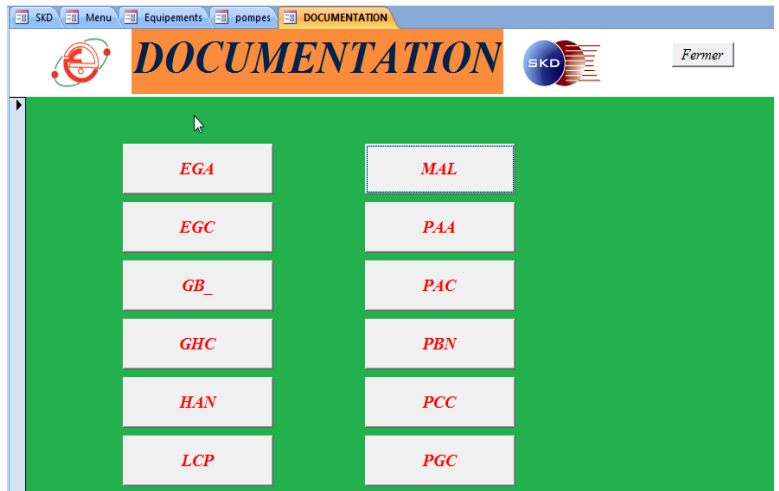 SKD Menu Equipements pompes DOCUMENTATION
DOCUMENTATION
SKD
Fermer
EGA MAL
EGC PAA
GB_ PAC
GHC PBN
HAN PCC
LCP PGC